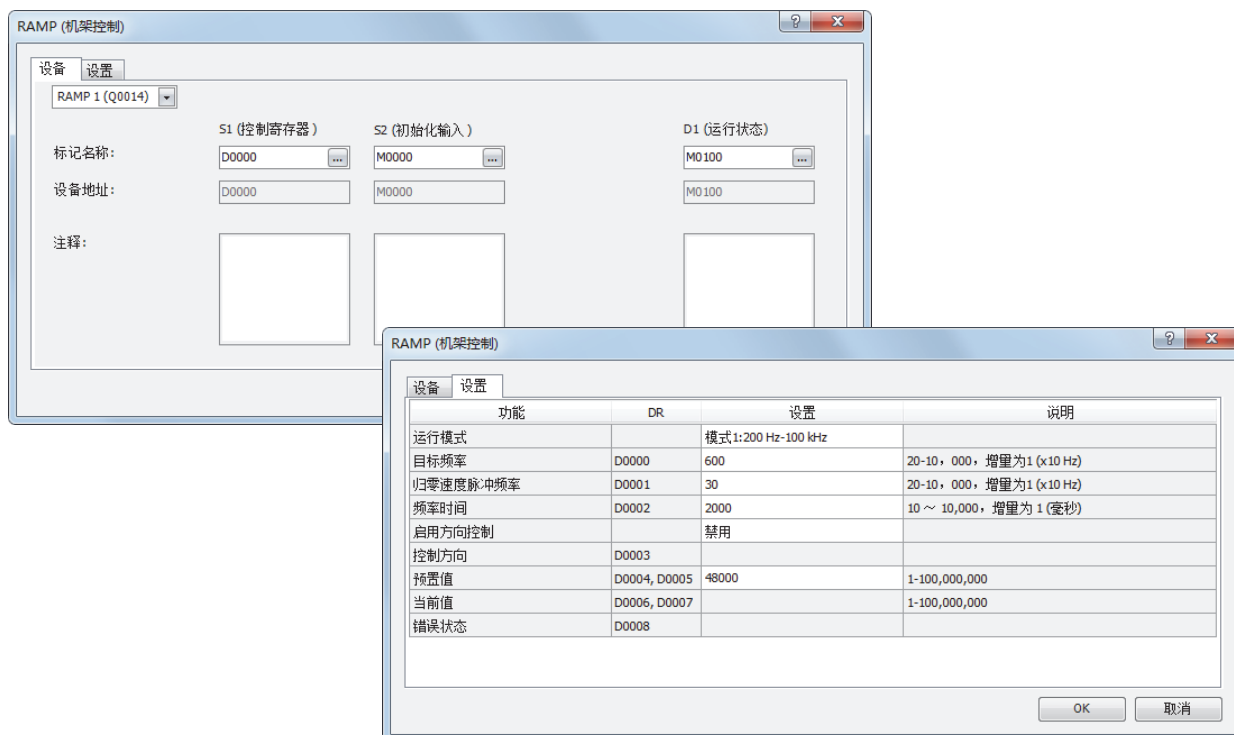 RAMP (机架控制)
设备 设置
RAMP 1 (Q0014)
S1 (控制寄存器) S2 (初始化输入) D1 (运行状态)
标记名称: D0000 ... M0000 ... M0100 ...
设备地址: D0000 M0000 M0100
注释:
RAMP (机架控制)
设备 设置
功能 DR 设置 说明
运行模式 模式1:200 Hz-100 kHz
目标频率 D0000 600 20-10，000，增量为1 (x10 Hz)
归零速度脉冲频率 D0001 30 20-10，000，增量为1 (x10 Hz)
频率时间 D0002 2000 10 ～ 10,000，增量为 1 (毫秒)
启用方向控制 禁用
控制方向 D0003
预置值 D0004, D0005 48000 1-100,000,000
当前值 D0006, D0007 1-100,000,000
错误状态 D0008
OK 取消